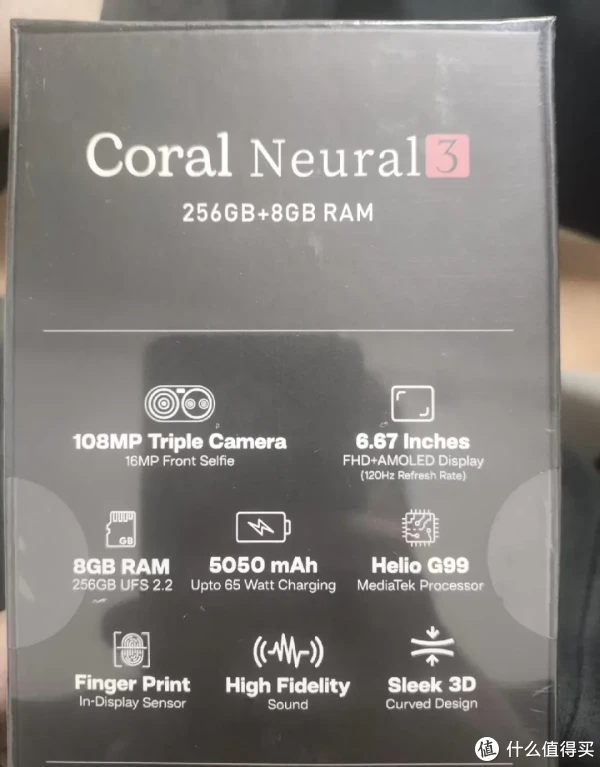 Coral Neural 3
256GB+8GB RAM
108MP Triple Camera
16MP Front Selfie
6.67 Inches
FHD+AMOLED Display
(120Hz Refresh Rate)
GB
8GB RAM
256GB UFS 2.2
5050 mAh
Upto 65 Watt Charging
Helio G99
MediaTek Processor
Finger Print
In-Display Sensor
High Fidelity
Sound
Sleek 3D
Curved Design
值 什么值得买